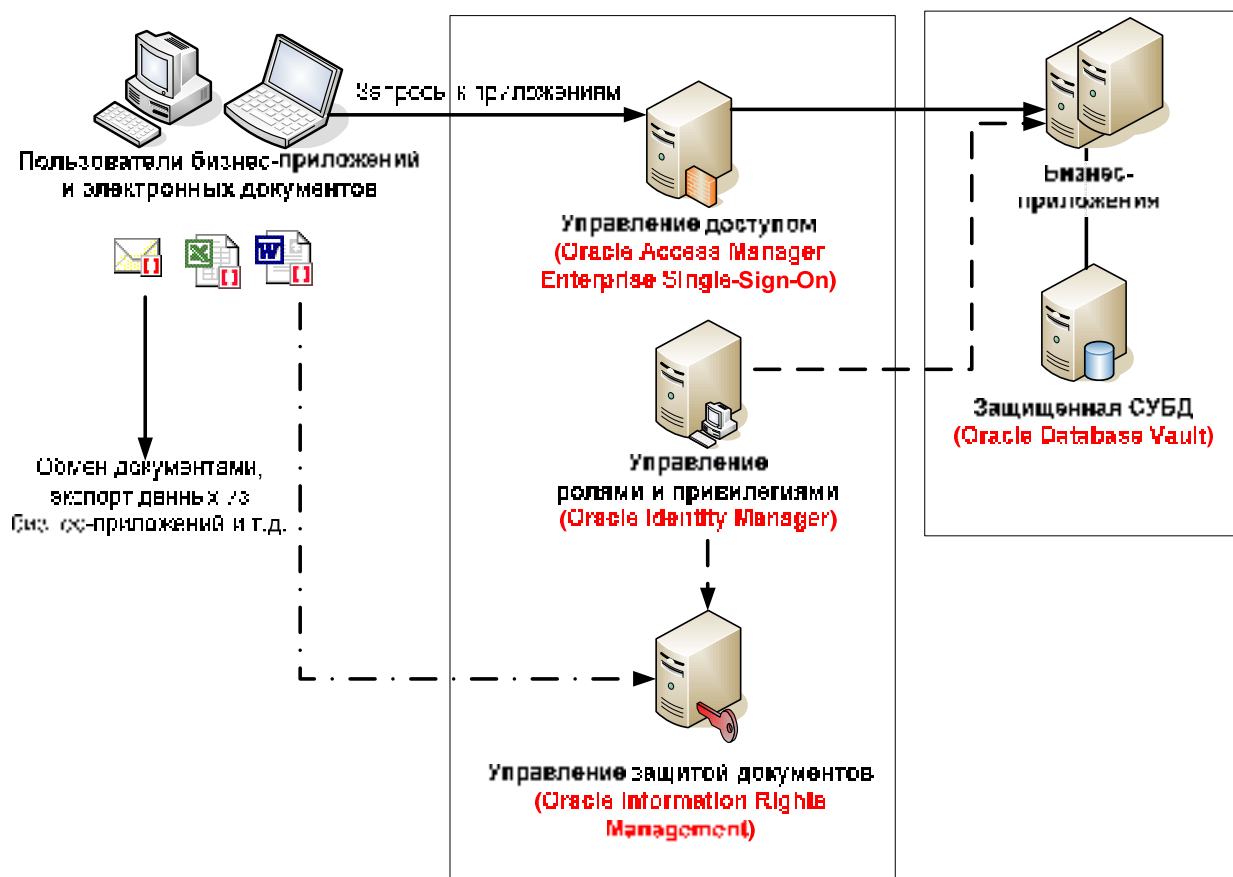 Запросы к приложениям
Пользователи бизнес-приложений
и электронных документов
Управление доступом
(Oracle Access Manager
Enterprise Single-Sign-On)
Бизнес-
приложения
Защищенная СУБД
(Oracle Database Vault)
Обмен документами,
экспорт данных из
бизнес-приложений и т.д.
Управление
ролями и привилегиями
(Oracle Identity Manager)
Управление защитой документов
(Oracle Information Rights
Management)